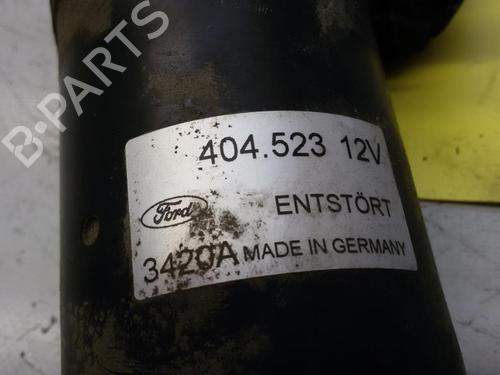 B-PARTS
404.523 12V
Ford
ENTSTÖRT
3420A MADE IN GERMANY